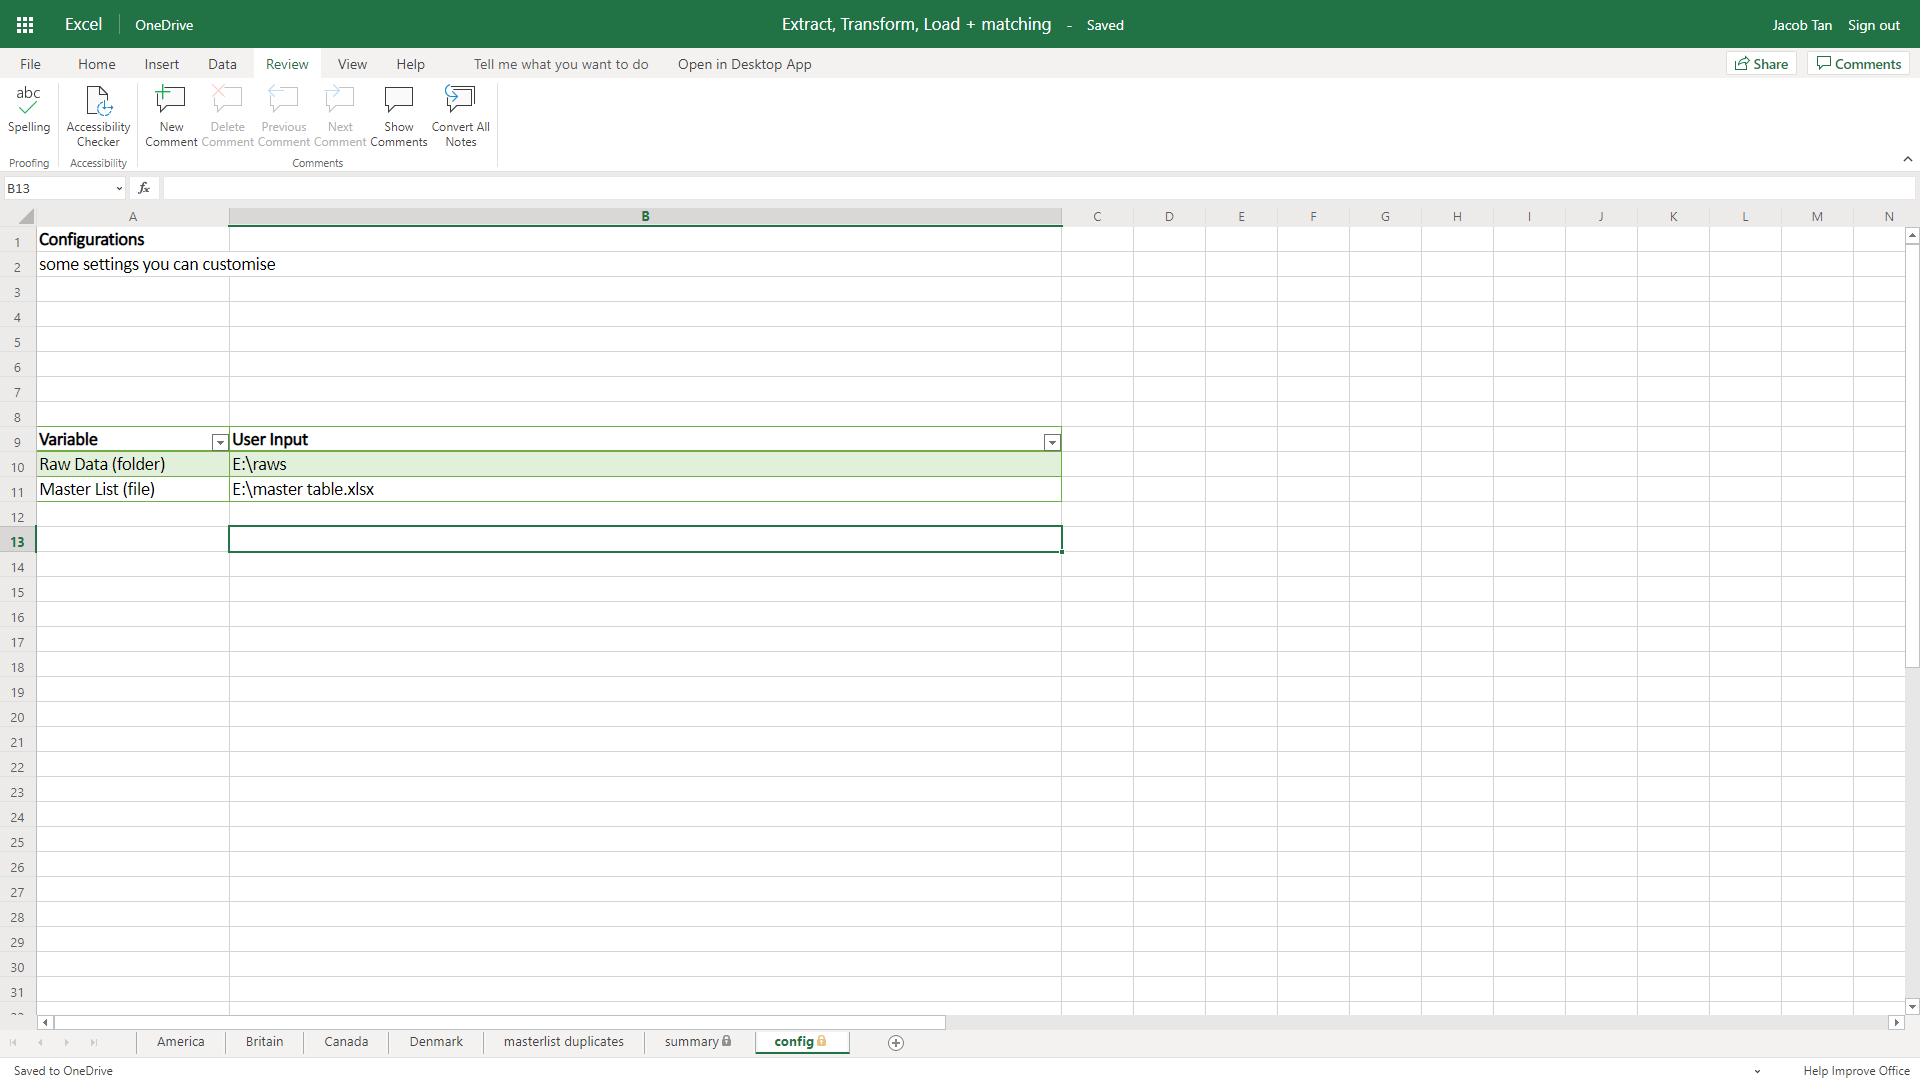 Excel OneDrive Extract, Transform, Load + matching - Saved Jacob Tan Sign out
File Home Insert Data Review View Help Tell me what you want to do Open in Desktop App Share Comments
abc
Spelling Accessibility Checker New Comment Delete Comment Previous Comment Next Comment Show Comments Convert All Notes
Proofing Accessibility Comments
B13 fx
A B C D E F G H I J K L M N
1 Configurations
2 some settings you can customise
3
4
5
6
7
8
9 Variable User Input
10 Raw Data (folder) E:\raws
11 Master List (file) E:\master table.xlsx
12
13
14
15
16
17
18
19
20
21
22
23
24
25
26
27
28
29
30
31
America Britain Canada Denmark masterlist duplicates summary config
Saved to OneDrive Help Improve Office